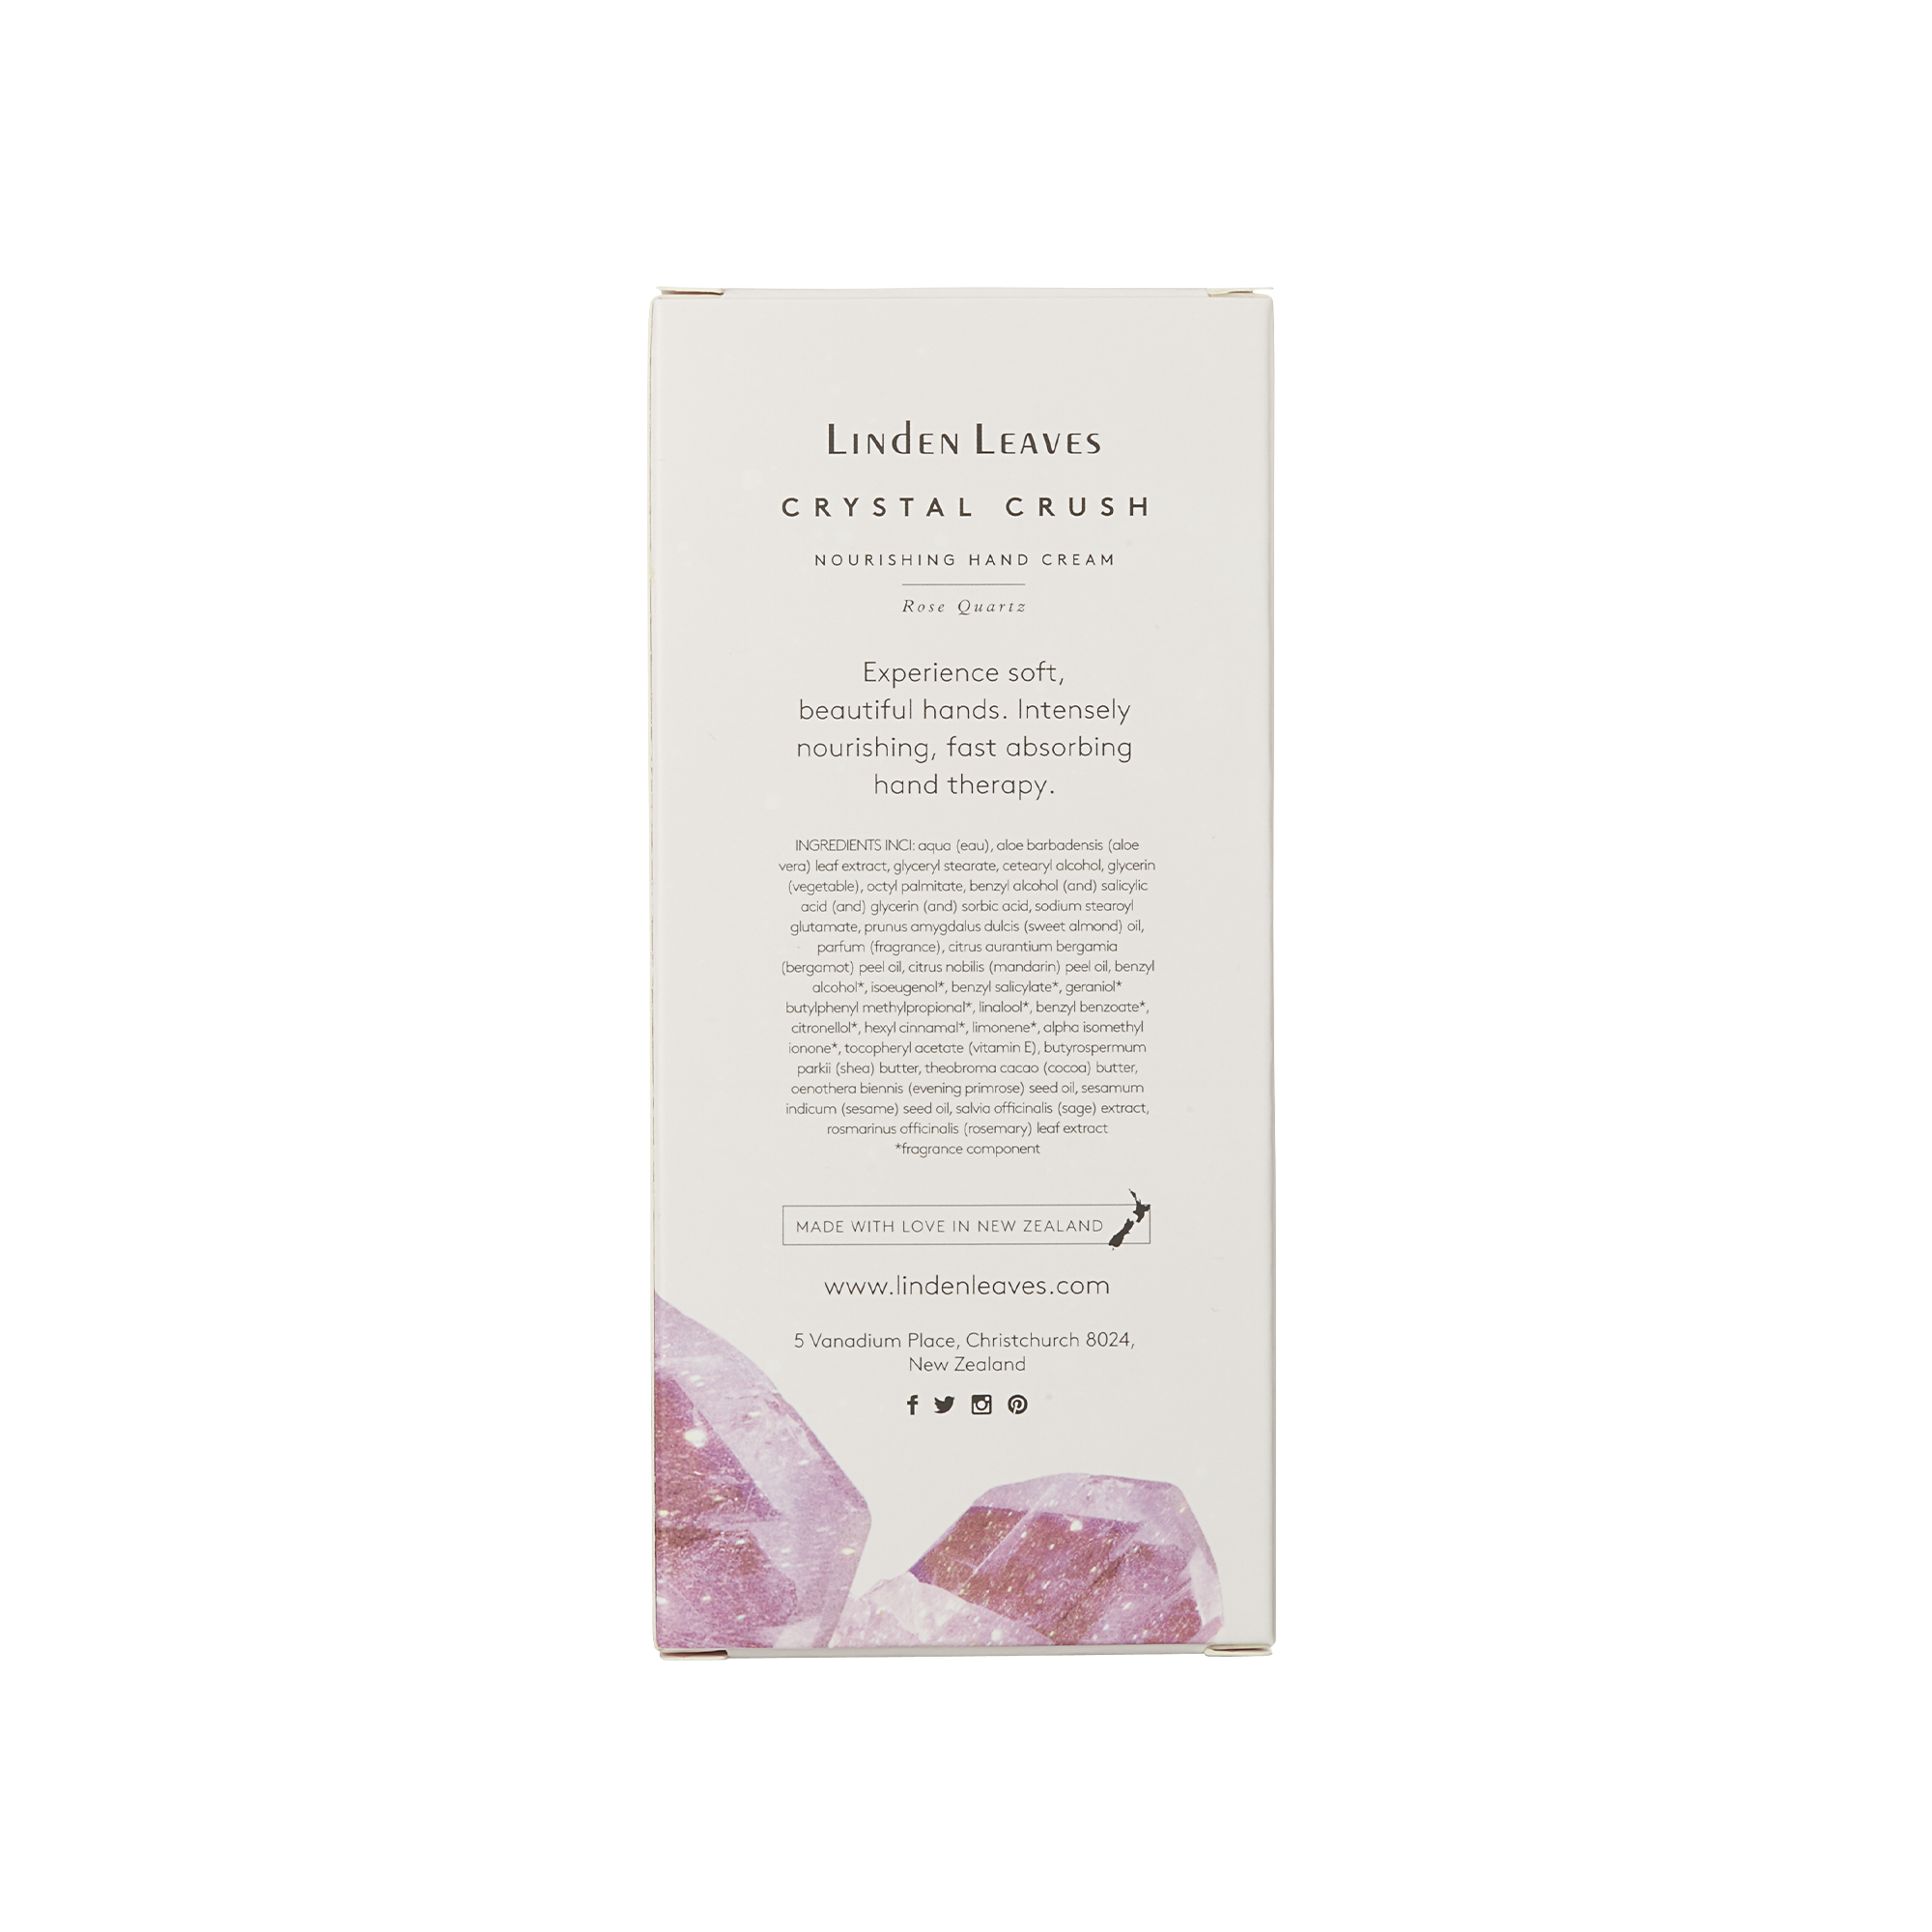 LINdEN LEAVES
CRYSTAL CRUSH
NOURISHING HAND CREAM
Rose Quartz
Experience soft,
beautiful hands. Intensely
nourishing, fast absorbing
hand therapy.
INGREDIENTS INCI: aqua (eau), aloe barbadensis (aloe
vera) leaf extract, glyceryl stearate, cetearyl alcohol, glycerin
(vegetable), octyl palmitate, benzyl alcohol (and) salicylic
acid (and) glycerin (and) sorbic acid, sodium stearoyl
glutamate, prunus amygdalus dulcis (sweet almond) oil,
parfum (fragrance), citrus aurantium bergamia
(bergamot) peel oil, citrus nobilis (mandarin) peel oil, benzyl
alcohol*, isoeugenol*, benzyl salicylate*, geraniol*
butylphenyl methylpropional*, linalool*, benzyl benzoate*,
citronellol*, hexyl cinnamal*, limonene*, alpha isomethyl
ionone*, tocopheryl acetate (vitamin E), butyrospermum
parkii (shea) butter, theobroma cacao (cocoa) butter,
oenothera biennis (evening primrose) seed oil, sesamum
indicum (sesame) seed oil, salvia officinalis (sage) extract,
rosmarinus officinalis (rosemary) leaf extract
*fragrance component
MADE WITH LOVE IN NEW ZEALAND
www.lindenleaves.com
5 Vanadium Place, Christchurch 8024,
New Zealand